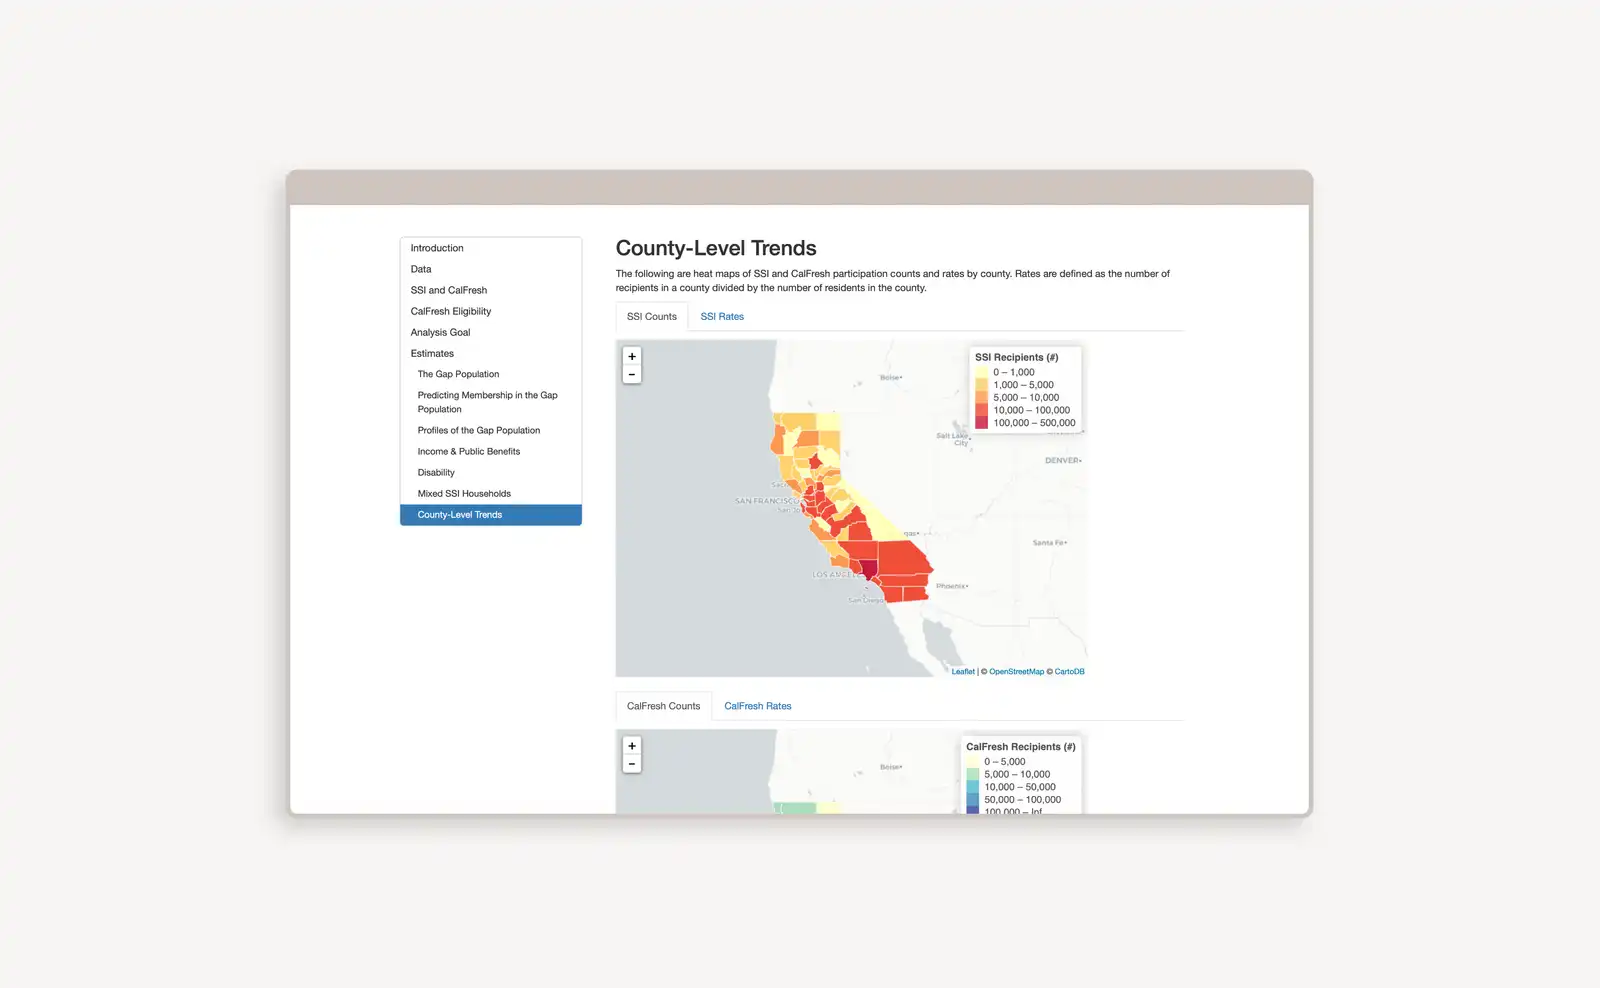 Introduction
Data
SSI and CalFresh
CalFresh Eligibility
Analysis Goal
Estimates
The Gap Population
Predicting Membership in the Gap
Population
Profiles of the Gap Population
Income & Public Benefits
Disability
Mixed SSI Households
County-Level Trends
County-Level Trends
The following are heat maps of SSI and CalFresh participation counts and rates by county. Rates are defined as the number of
recipients in a county divided by the number of residents in the county.
SSI Counts
SSI Rates
+
−
SSI Recipients (#)
0 – 1,000
1,000 – 5,000
5,000 – 10,000
10,000 – 100,000
100,000 – 500,000
Boise
Salt Lake
City
DENVER
SAN FRANCISCO
Santa Fe
Phoenix
San Diego
Leaflet | © OpenStreetMap © CartoDB
CalFresh Counts
CalFresh Rates
+
−
CalFresh Recipients (#)
0 – 5,000
5,000 – 10,000
10,000 – 50,000
50,000 – 100,000
100,000 – Inf
Boise